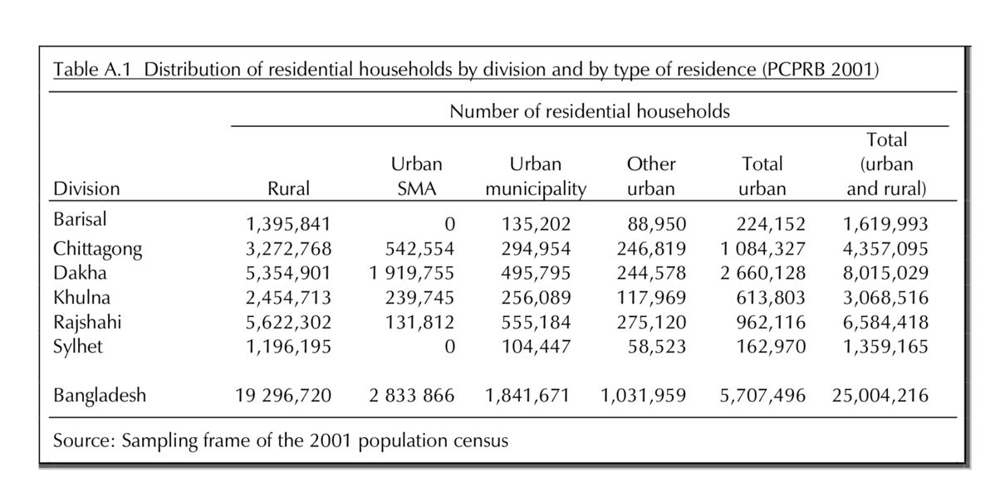 Table A.1 Distribution of residential households by division and by type of residence (PCPRB 2001)
Number of residential households
Division Rural Urban SMA Urban municipality Other urban Total urban Total (urban and rural)
Barisal 1,395,841 0 135,202 88,950 224,152 1,619,993
Chittagong 3,272,768 542,554 294,954 246,819 1 084,327 4,357,095
Dakha 5,354,901 1 919,755 495,795 244,578 2 660,128 8,015,029
Khulna 2,454,713 239,745 256,089 117,969 613,803 3,068,516
Rajshahi 5,622,302 131,812 555,184 275,120 962,116 6,584,418
Sylhet 1,196,195 0 104,447 58,523 162,970 1,359,165
Bangladesh 19 296,720 2 833 866 1,841,671 1,031,959 5,707,496 25,004,216
Source: Sampling frame of the 2001 population census